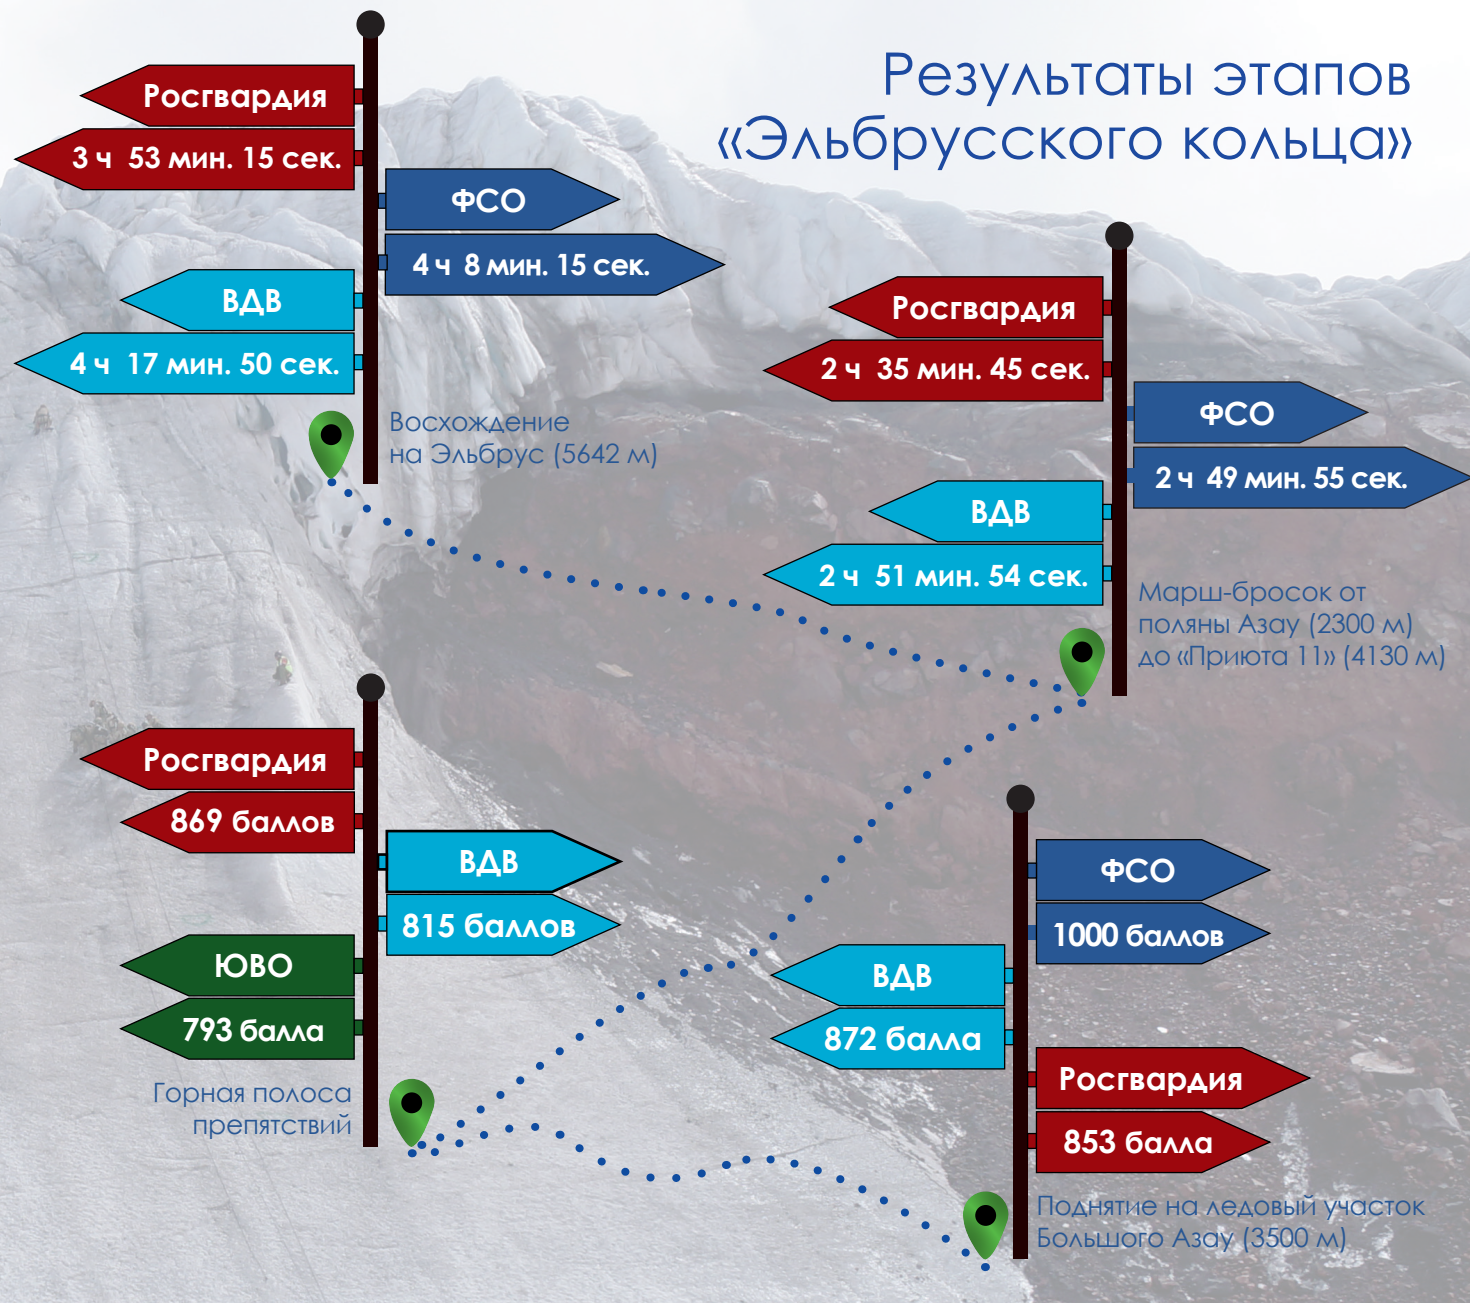 Результаты этапов
«Эльбрусского кольца»
Росгвардия
3 ч 53 мин. 15 сек.
ФСО
4 ч 8 мин. 15 сек.
ВДВ
4 ч 17 мин. 50 сек.
Восхождение
на Эльбрус (5642 м)
Росгвардия
2 ч 35 мин. 45 сек.
ФСО
2 ч 49 мин. 55 сек.
ВДВ
2 ч 51 мин. 54 сек.
Марш-бросок от
поляны Азау (2300 м)
до «Приюта 11» (4130 м)
Росгвардия
869 баллов
ВДВ
815 баллов
ЮВО
793 балла
Горная полоса
препятствий
ФСО
1000 баллов
ВДВ
872 балла
Росгвардия
853 балла
Поднятие на ледовый участок
Большого Азау (3500 м)